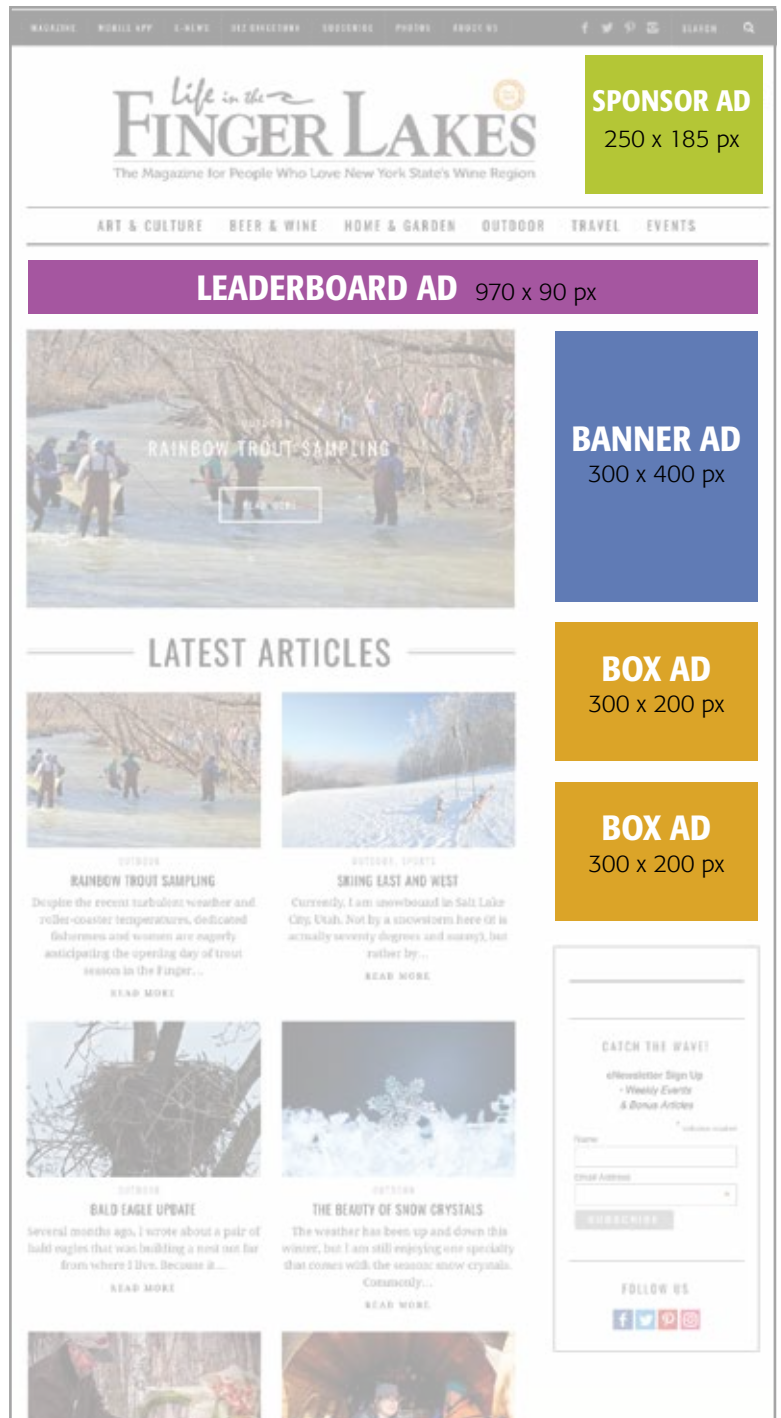 MAGAZINE MOBILE APP E-NEWS BIZ DIRECTORY SUBSCRIBE PHOTOS ABOUT US SEARCH
Life in the
FINGER LAKES
The Magazine for People Who Love New York State's Wine Region
SPONSOR AD
250 x 185 px
ART & CULTURE BEER & WINE HOME & GARDEN OUTDOOR TRAVEL EVENTS
LEADERBOARD AD 970 x 90 px
OUTDOOR
RAINBOW TROUT SAMPLING
READ MORE
BANNER AD
300 x 400 px
LATEST ARTICLES
BOX AD
300 x 200 px
BOX AD
300 x 200 px
OUTDOOR
RAINBOW TROUT SAMPLING
Despite the recent turbulent weather and
roller-coaster temperatures, dedicated
fishermen and women are eagerly
anticipating the opening day of trout
season in the Finger...
READ MORE
OUTDOOR, SPORTS
SKIING EAST AND WEST
Currently, I am snowbound in Salt Lake
City, Utah. Not by a snowstorm here (it is
actually seventy degrees and sunny), but
rather by...
READ MORE
OUTDOOR
BALD EAGLE UPDATE
Several months ago, I wrote about a pair of
bald eagles that was building a nest not far
from where I live. Because it...
READ MORE
OUTDOOR
THE BEAUTY OF SNOW CRYSTALS
The weather has been up and down this
winter, but I am still enjoying one specialty
that comes with the season: snow crystals.
Commonly...
READ MORE
CATCH THE WAVE!
eNewsletter Sign Up
- Weekly Events
& Bonus Articles
* indicates required
Name
Email Address
*
SUBSCRIBE
FOLLOW US